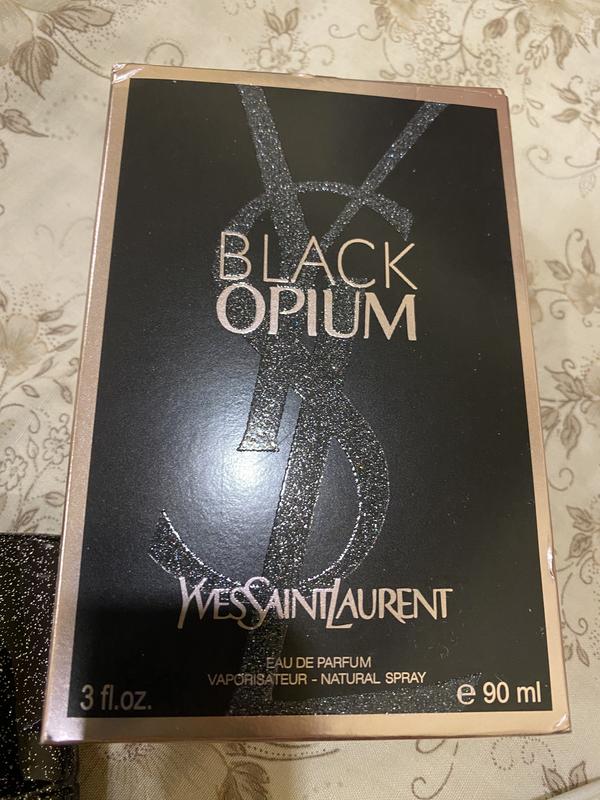 BLACK
OPIUM
YVESSAINTLAURENT
EAU DE PARFUM
VAPORISATEUR - NATURAL SPRAY
3 fl.oz. e 90 ml